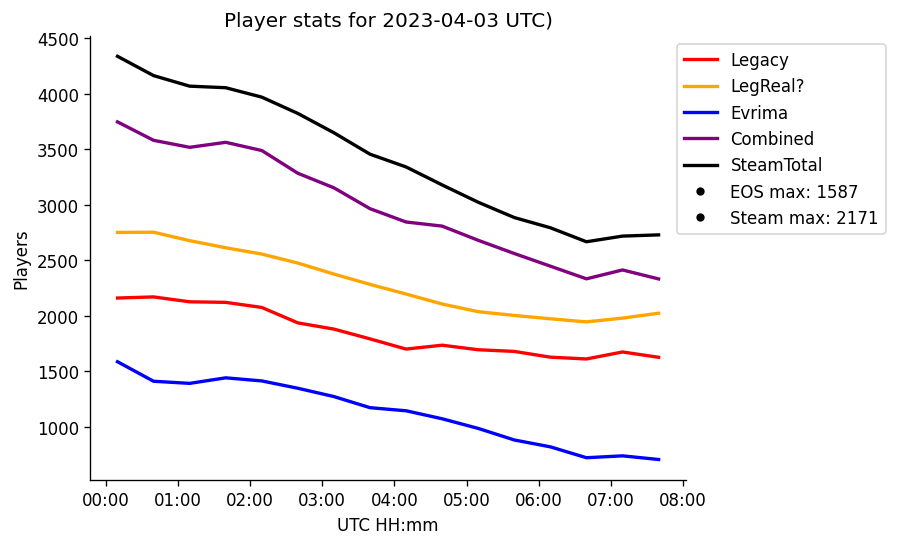 Player stats for 2023-04-03 UTC)
4500
4000
3500
3000
2500
2000
1500
1000
Players
00:00 01:00 02:00 03:00 04:00 05:00 06:00 07:00 08:00
UTC HH:mm
Legacy
LegReal?
Evrima
Combined
SteamTotal
EOS max: 1587
Steam max: 2171